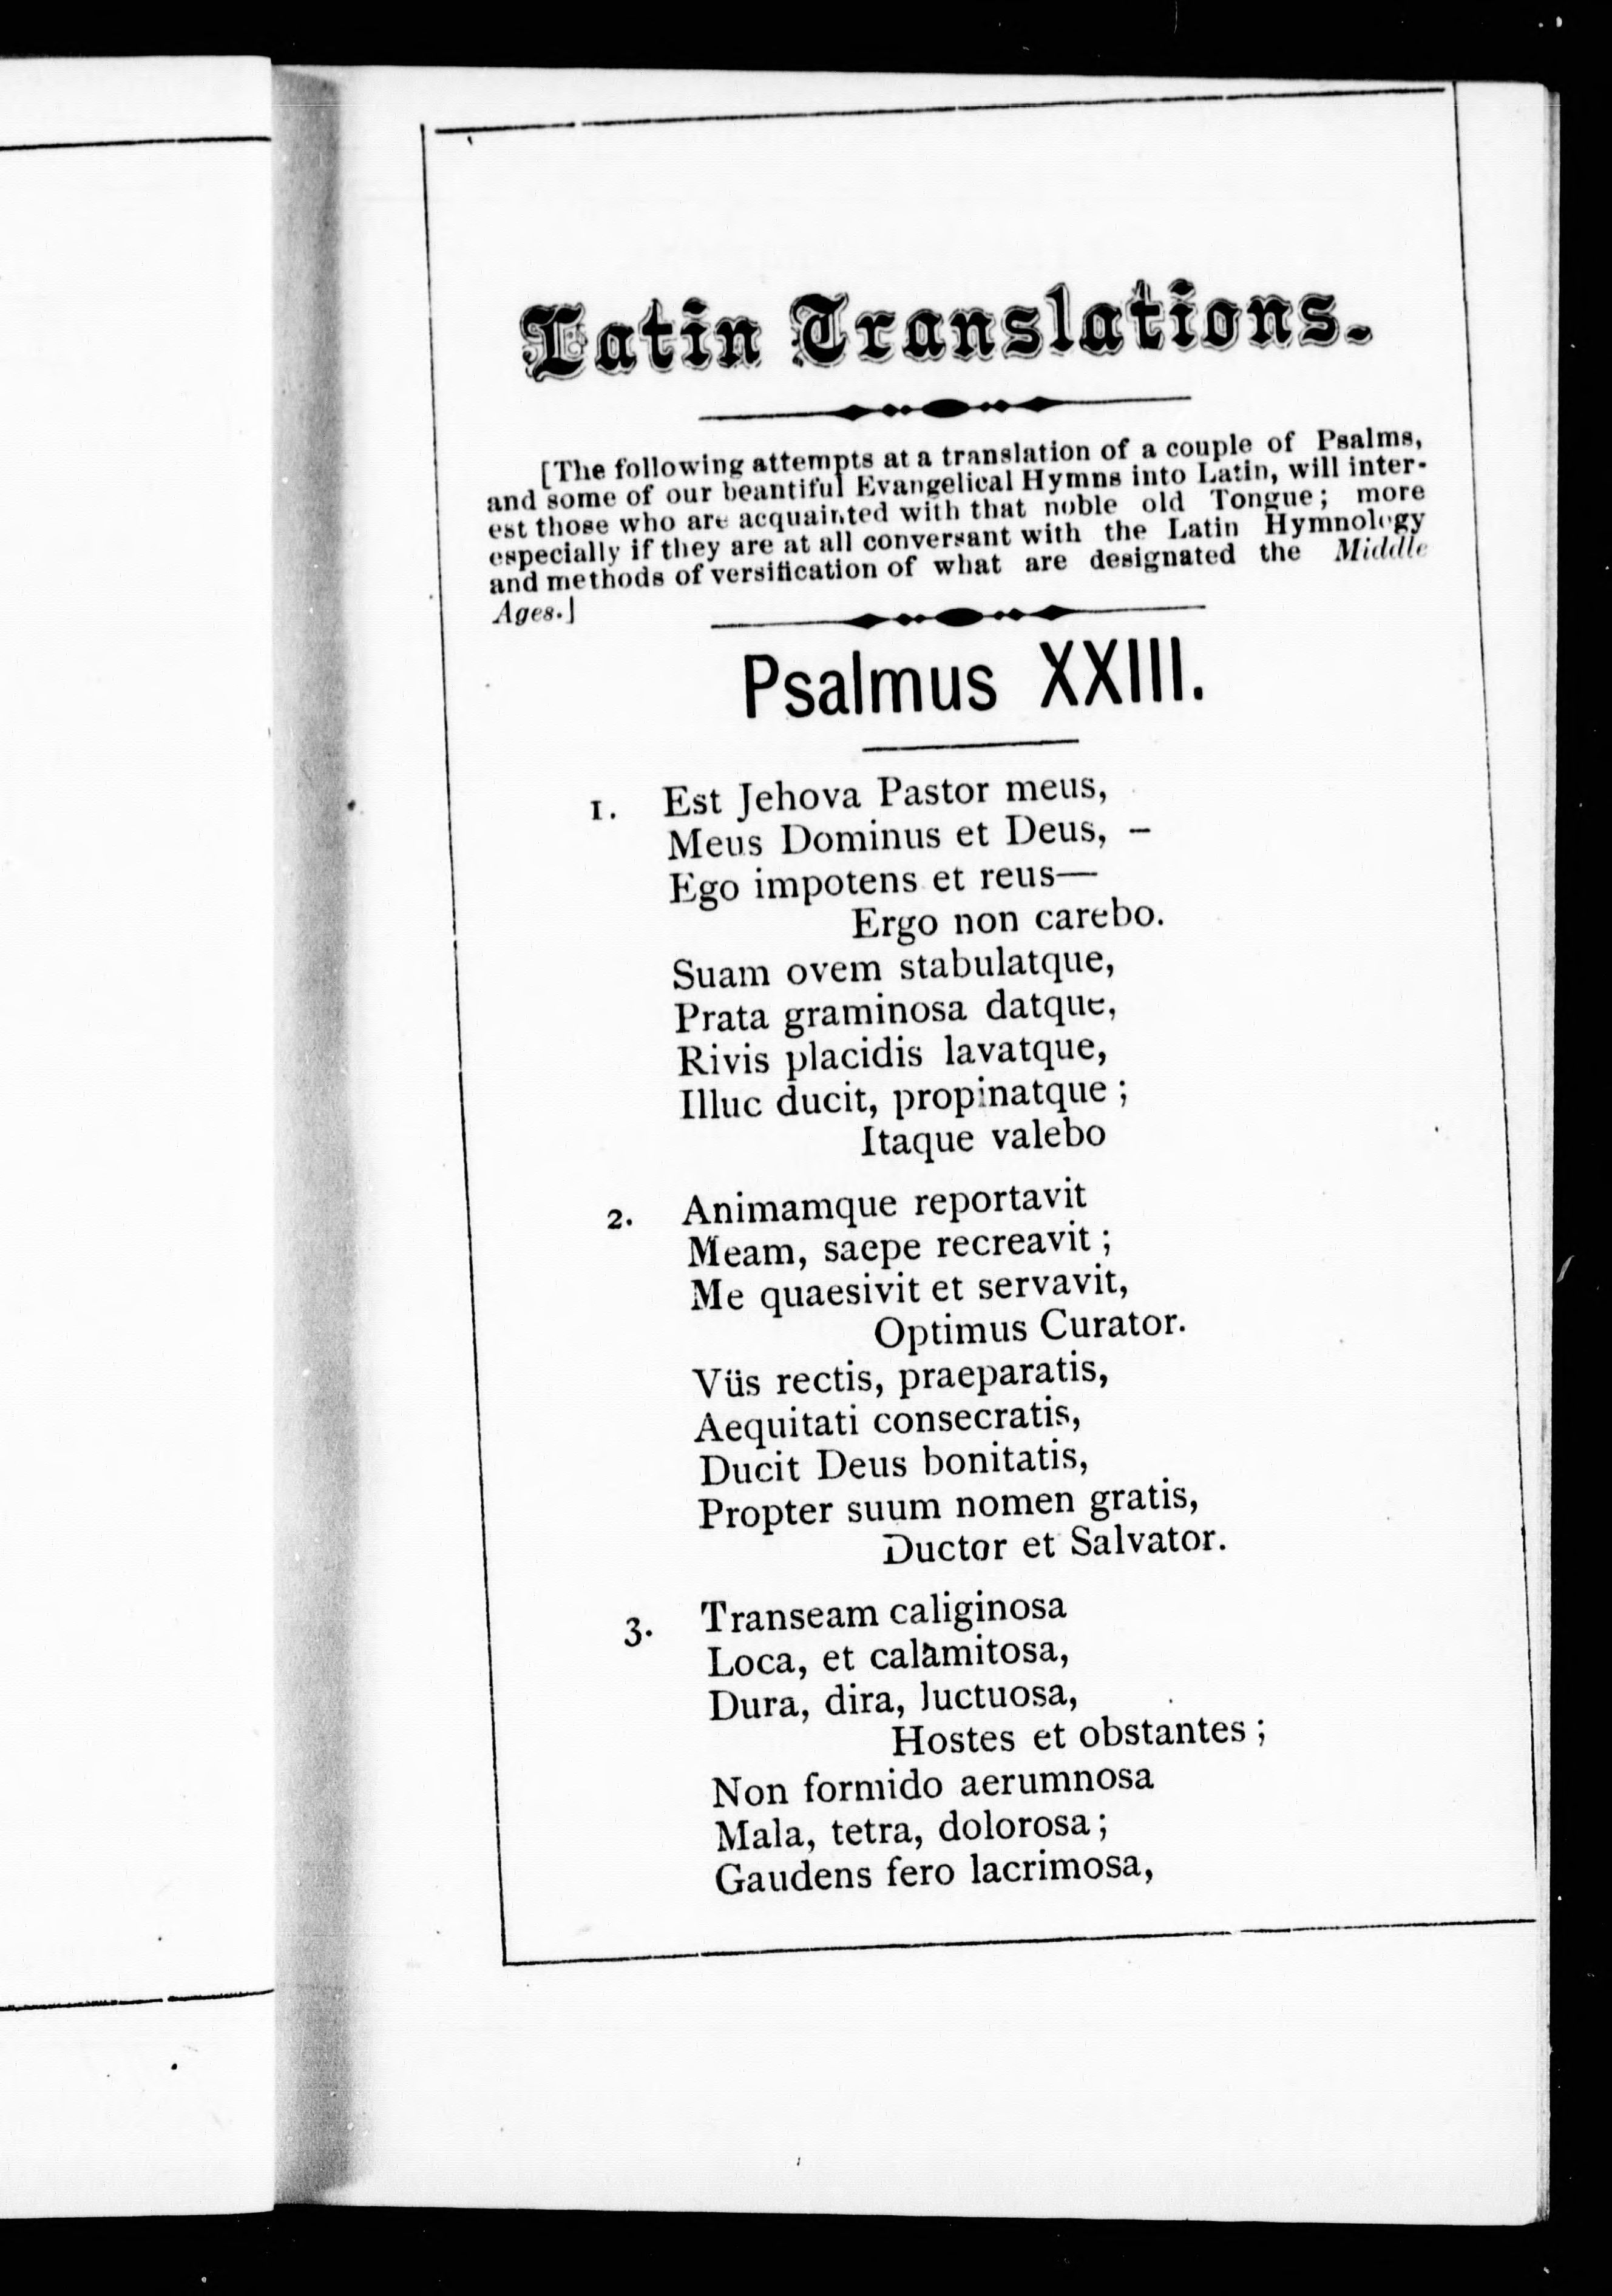 Latin Translations.
[The following attempts at a translation of a couple of Psalms,
and some of our beantiful Evangelical Hymns into Latin, will inter-
est those who are acquainted with that noble old Tongue; more
especially if they are at all conversant with the Latin Hymnology
and methods of versification of what are designated the Middle
Ages.]
Psalmus XXIII.
1. Est Jehova Pastor meus,
Meus Dominus et Deus, –
Ego impotens et reus—
Ergo non carebo.
Suam ovem stabulatque,
Prata graminosa datque,
Rivis placidis lavatque,
Illuc ducit, propinatque ;
Itaque valebo
2. Animamque reportavit
Meam, saepe recreavit ;
Me quaesivit et servavit,
Optimus Curator.
Vüs rectis, praeparatis,
Aequitati consecratis,
Ducit Deus bonitatis,
Propter suum nomen gratis,
Ductor et Salvator.
3. Transeam caliginosa
Loca, et calamitosa,
Dura, dira, luctuosa,
Hostes et obstantes ;
Non formido aerumnosa
Mala, tetra, dolorosa ;
Gaudens fero lacrimosa,